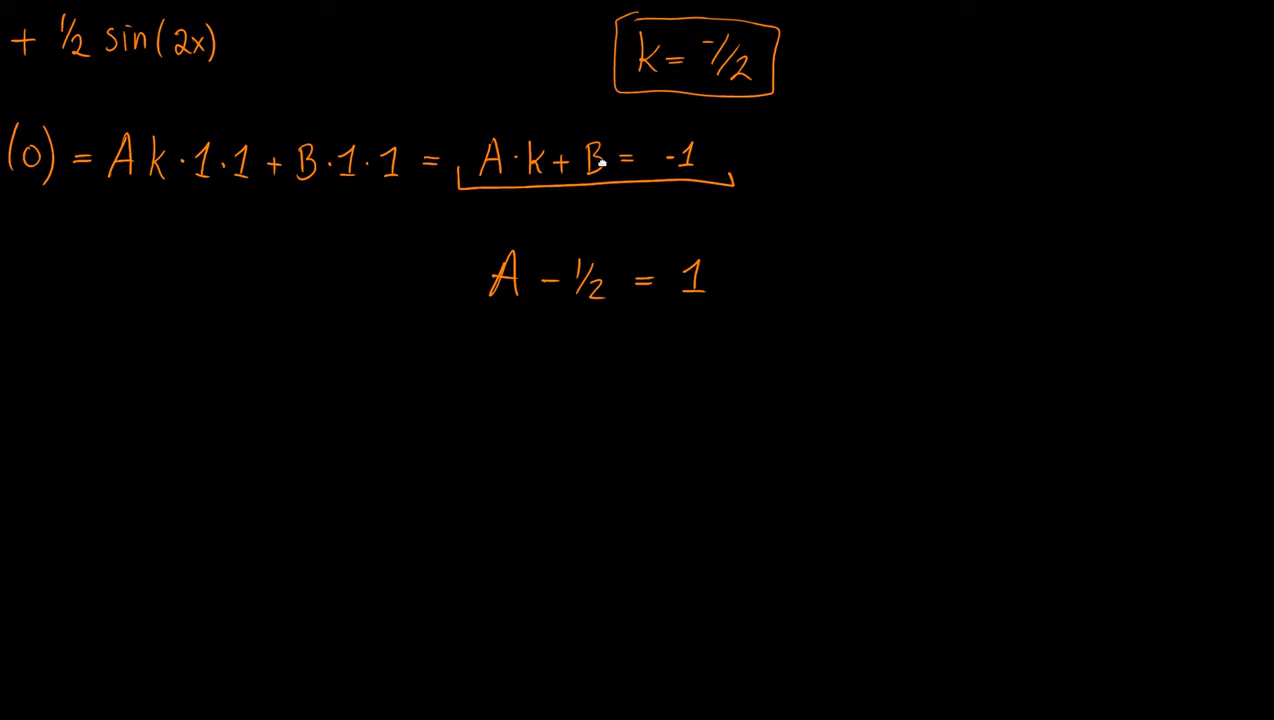 + 1/2 sin(2x)
k = -1/2
(0) = A k · 1 · 1 + B · 1 · 1 = A · k + B = -1
A - 1/2 = 1